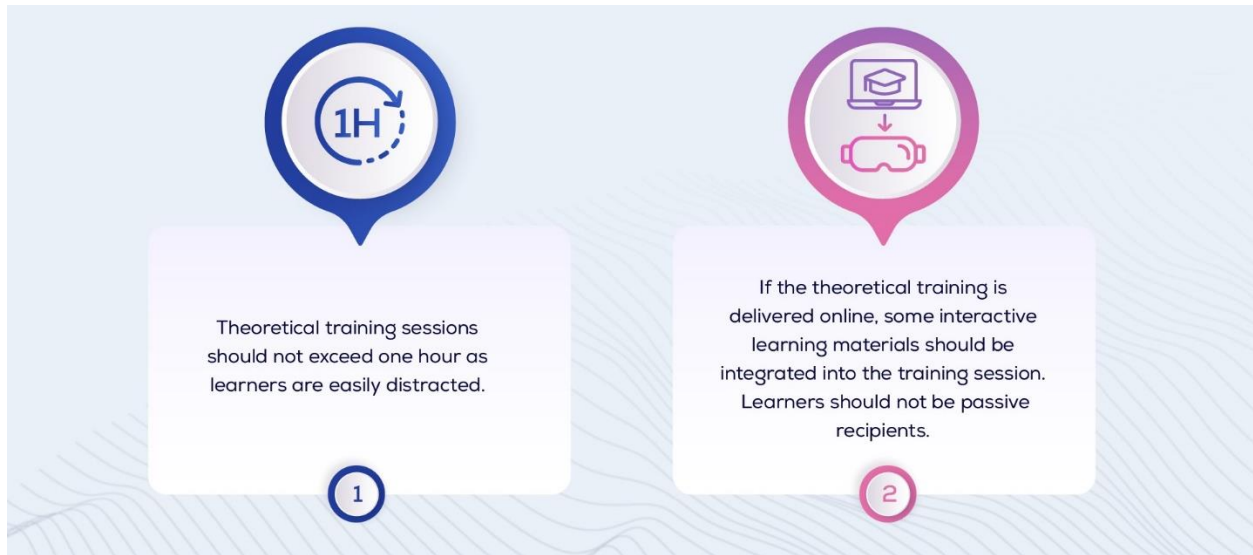 1H
Theoretical training sessions
should not exceed one hour as
learners are easily distracted.
1
If the theoretical training is
delivered online, some interactive
learning materials should be
integrated into the training session.
Learners should not be passive
recipients.
2